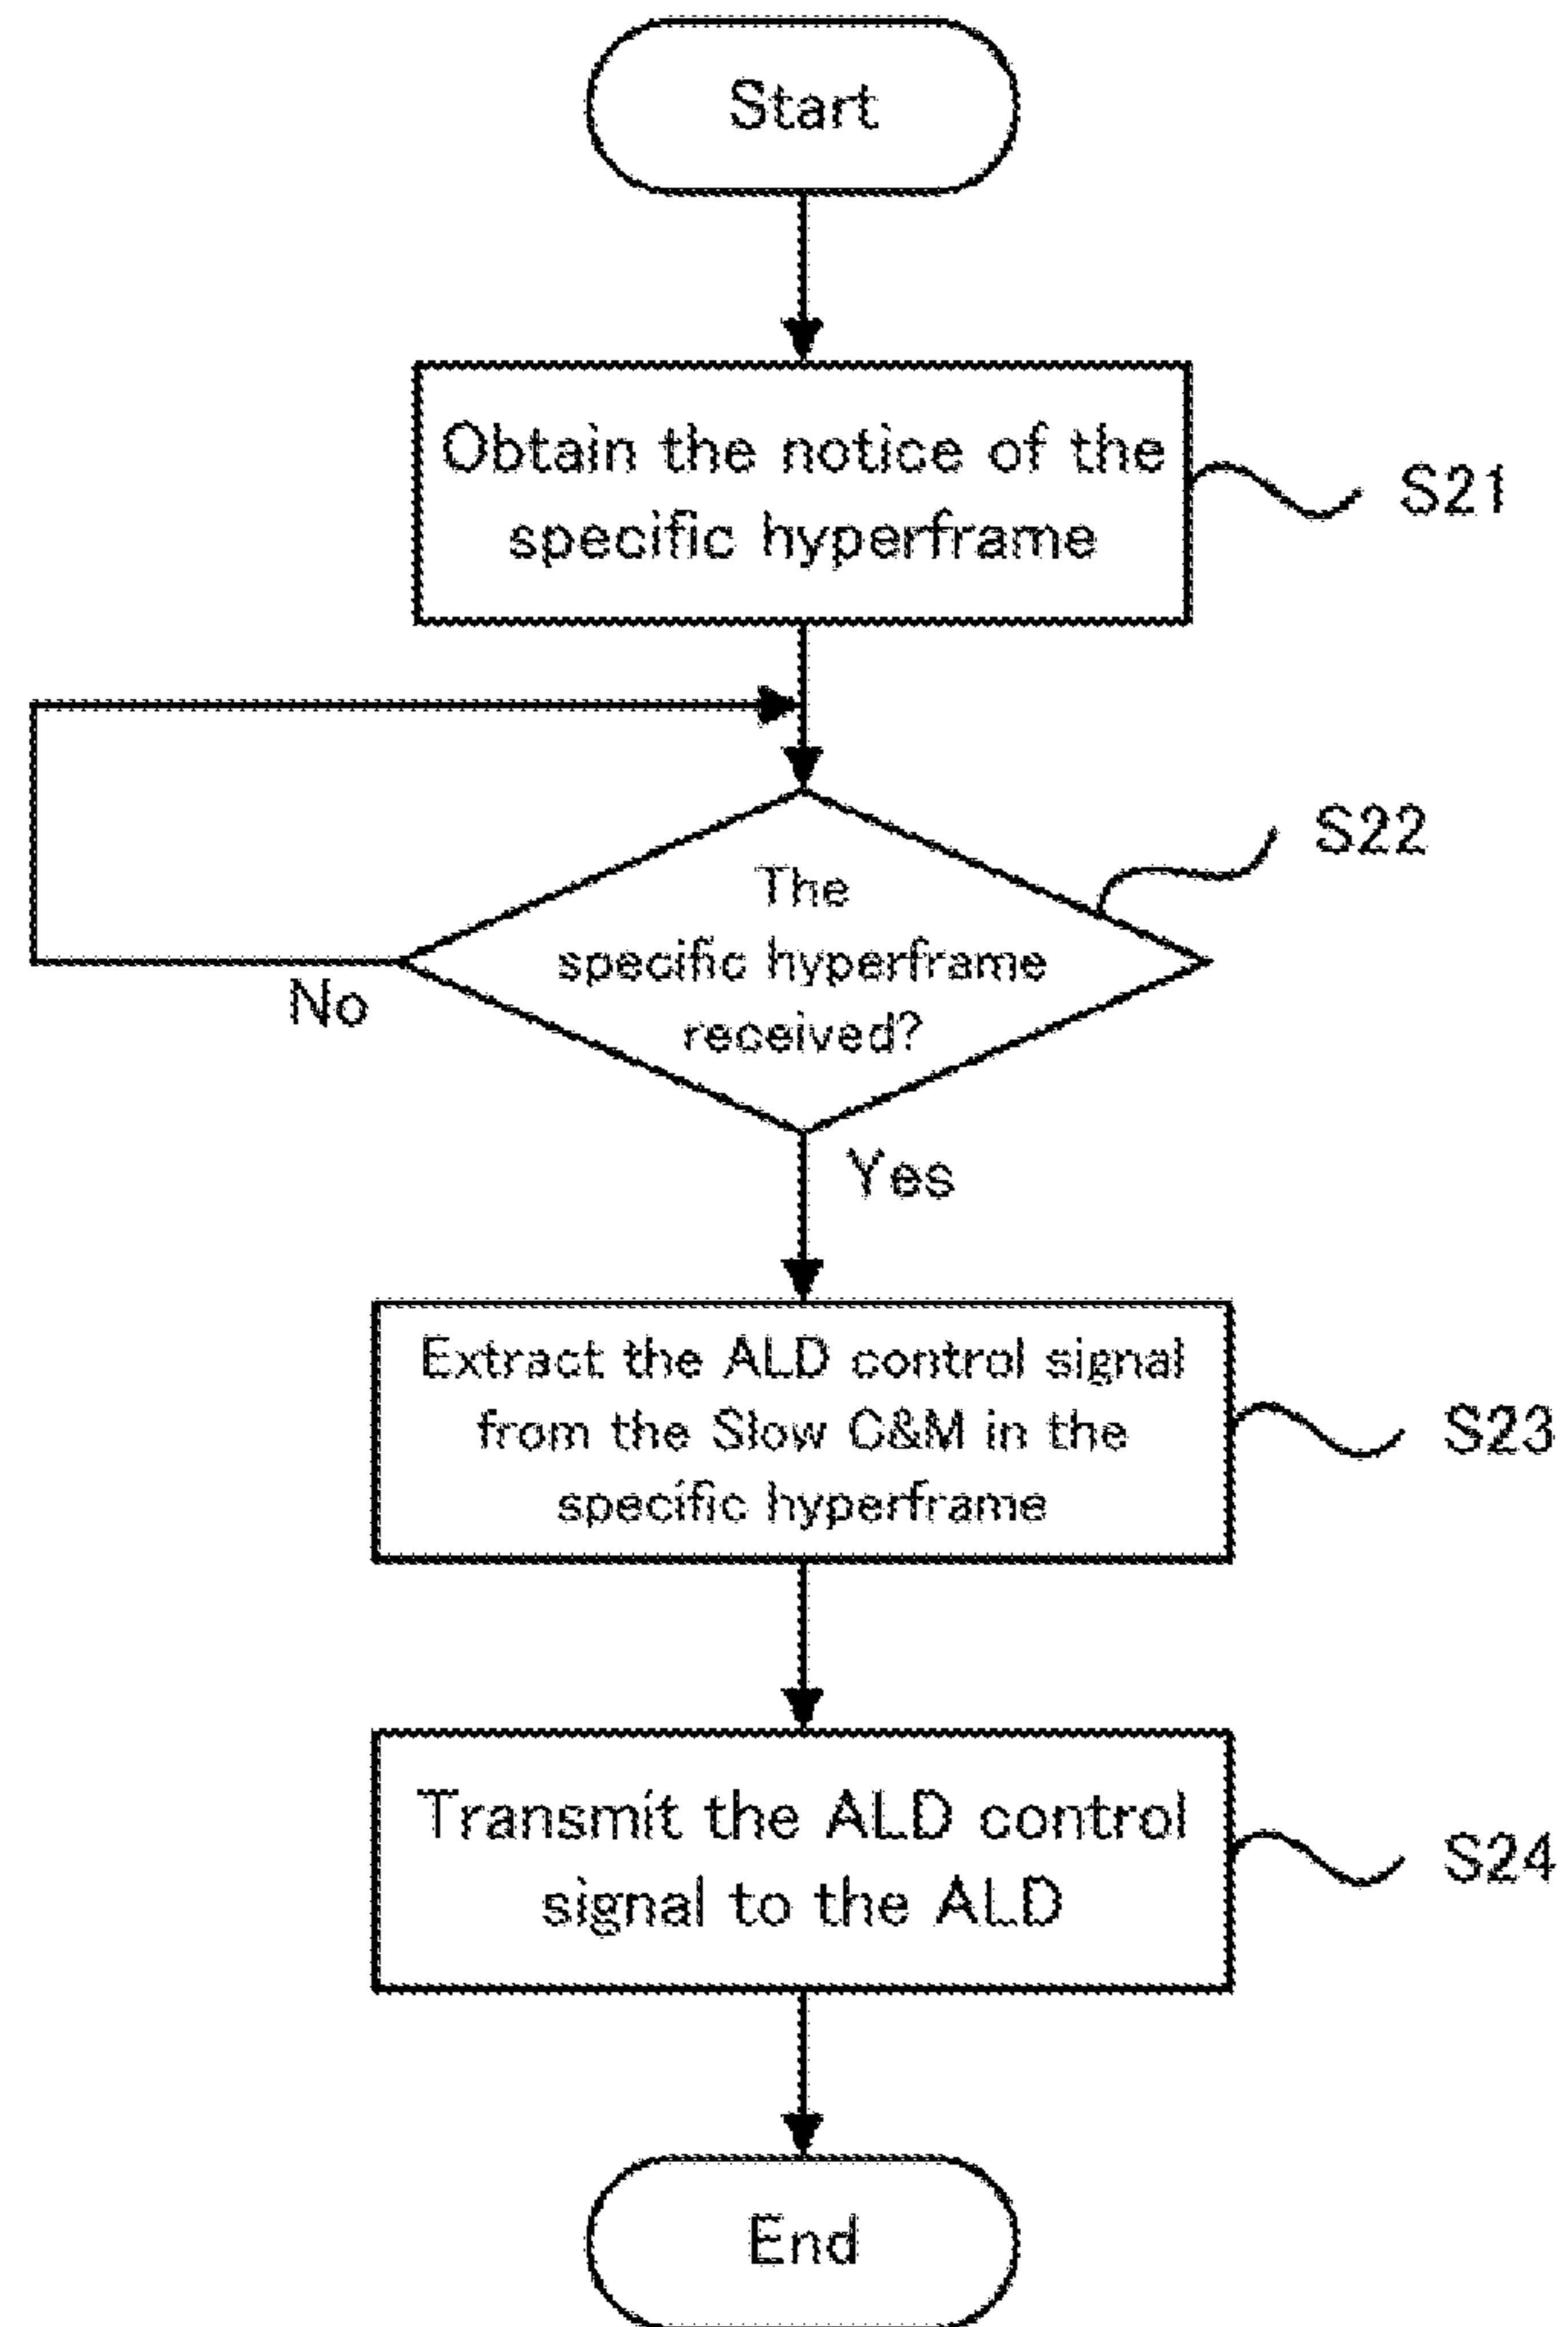 Start
Obtain the notice of the
specific hyperframe
S21
S22
The
specific hyperframe
received?
No
Yes
Extract the ALD control signal
from the Slow C&M in the
specific hyperframe
S23
Transmit the ALD control
signal to the ALD
S24
End